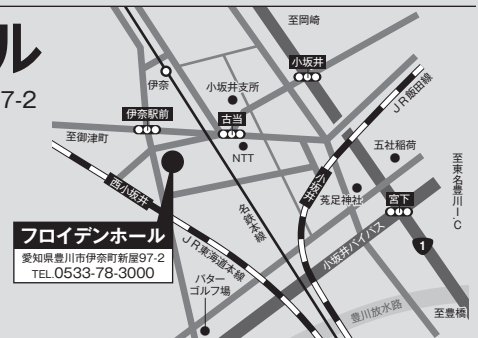 ル
7-2
至岡崎
小坂井
伊奈
小坂井支所
JR飯田線
伊奈駅前
古当
至御津町
NTT
五社稲荷
至東名豊川I.C
西小坂井
名鉄本線
小坂井
菟足神社
宮下
フロイデンホール
愛知県豊川市伊奈町新屋97-2
TEL.0533-78-3000
JR東海道本線
小坂井バイパス
1
パター
ゴルフ場
豊川放水路
至豊橋